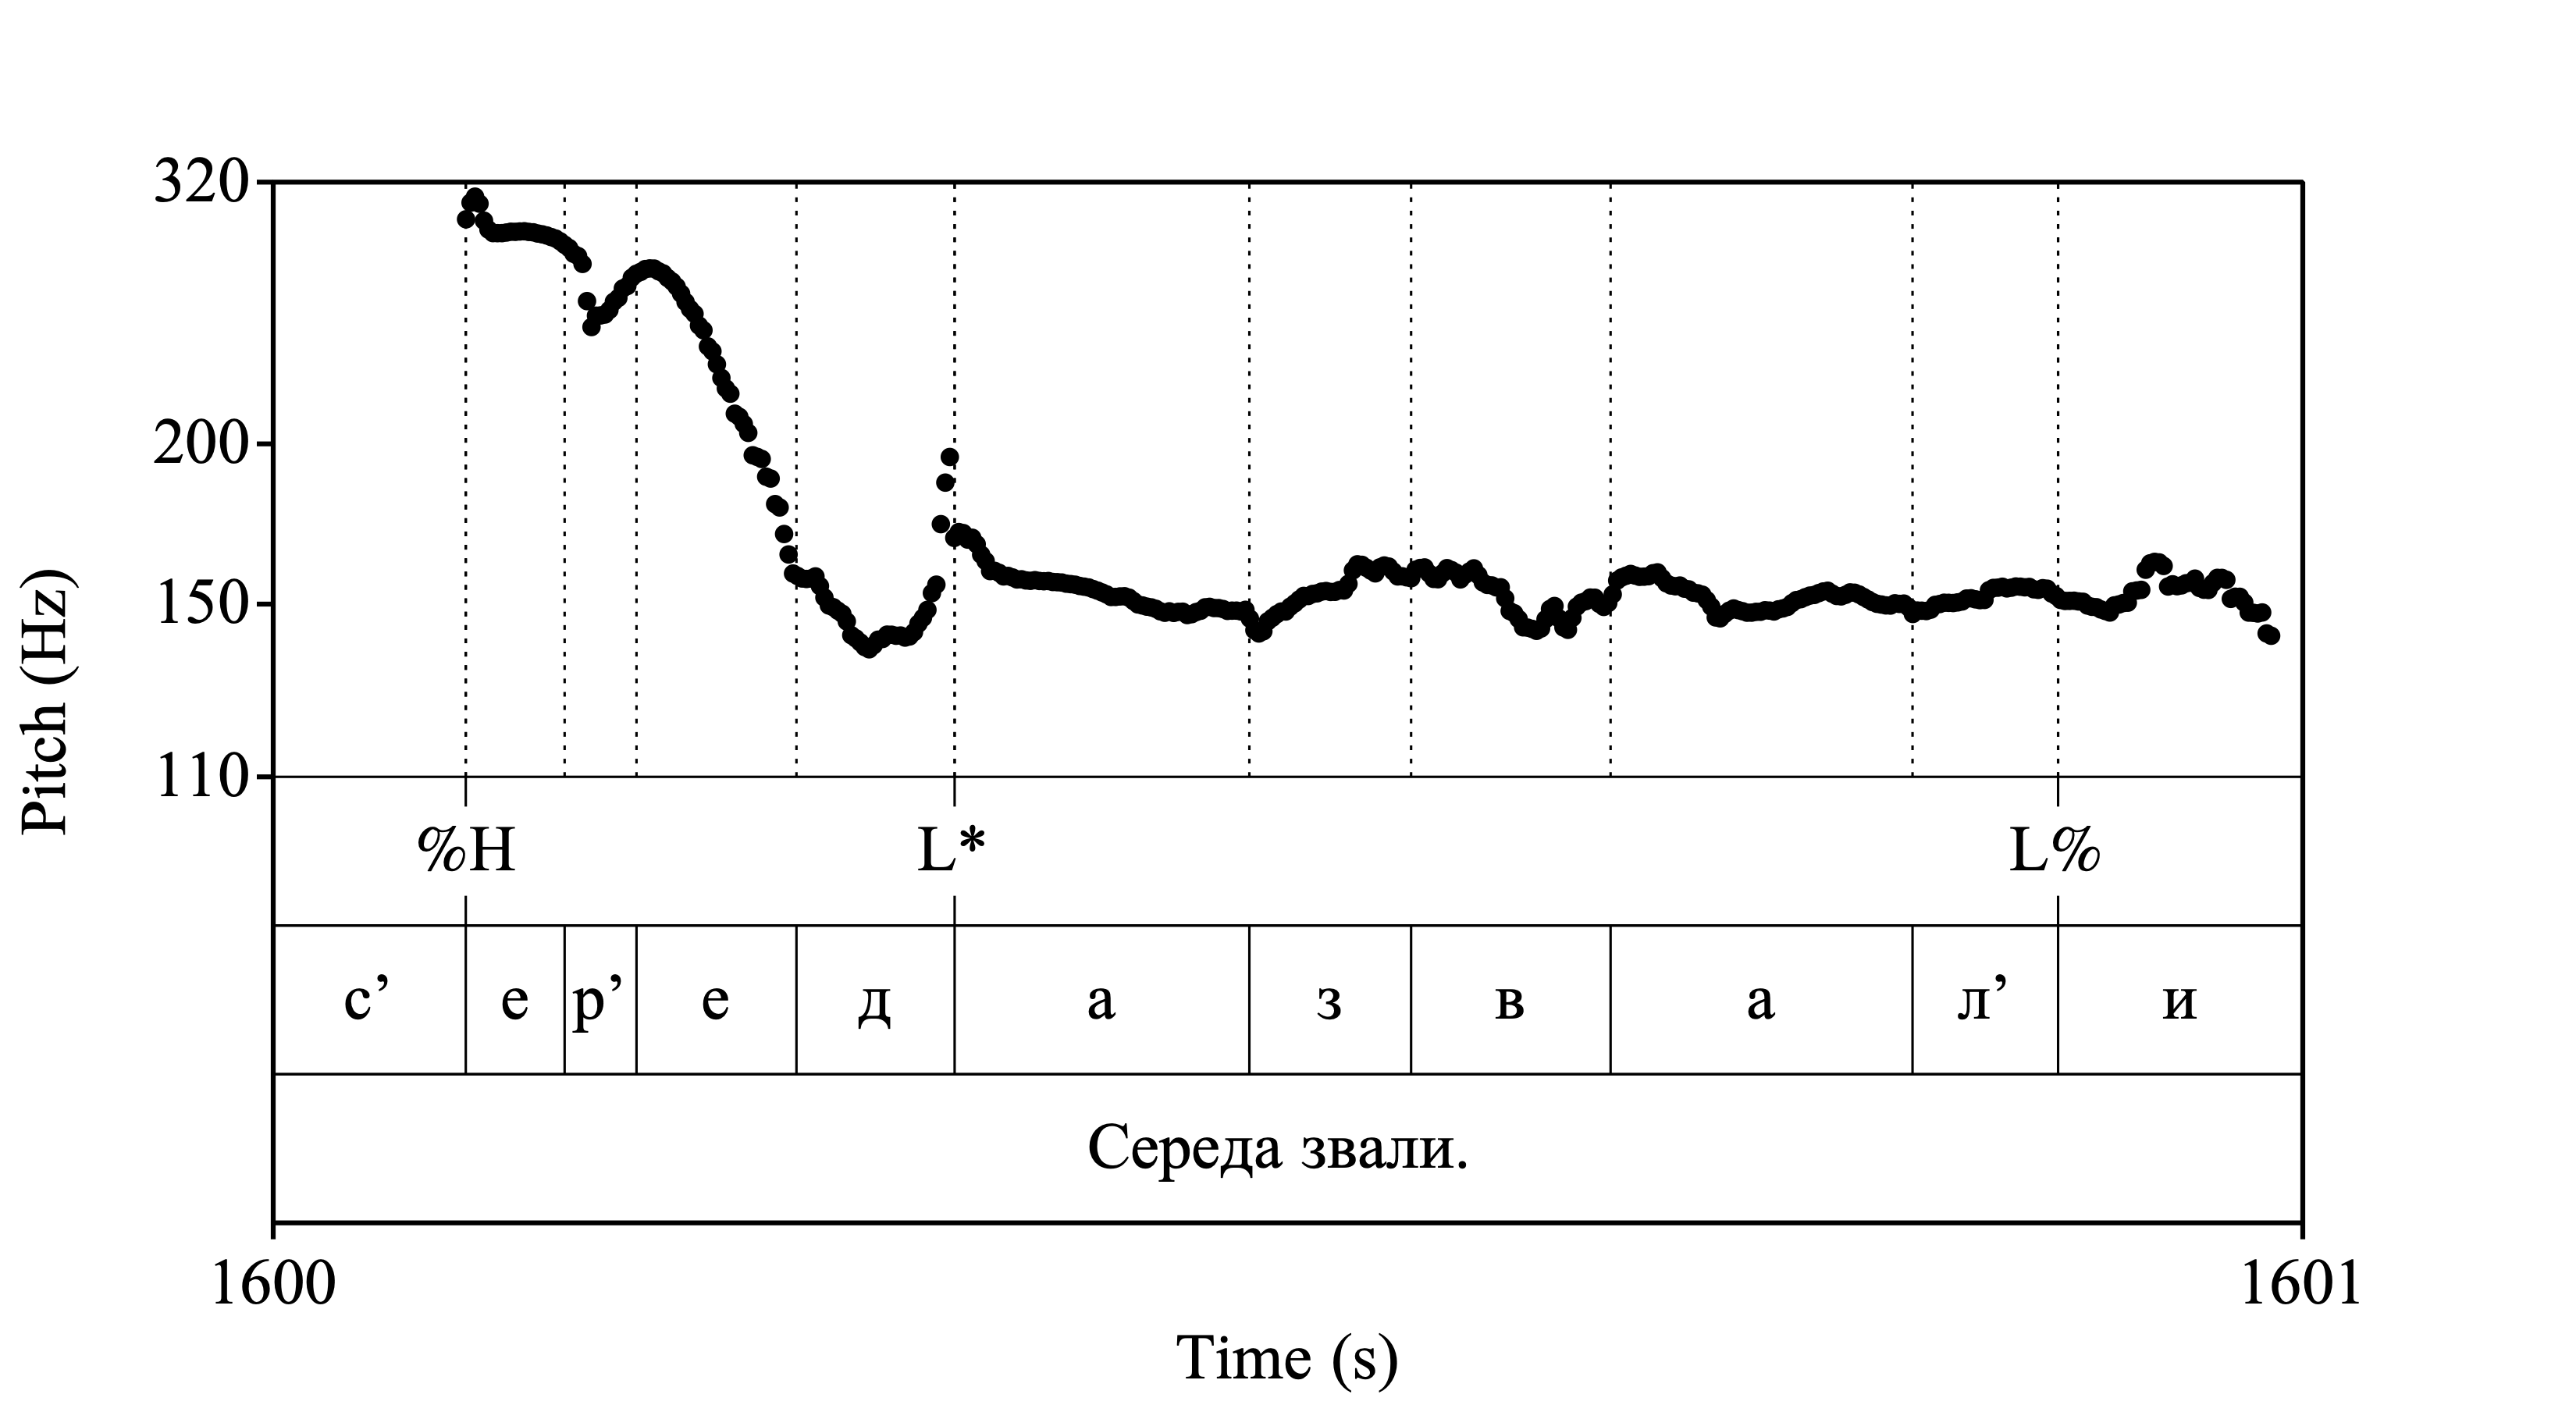 320
200
150
110
Pitch (Hz)
%H L* L%
с’ е р’ е д а з в а л’ и
Середа звали.
1600 1601
Time (s)